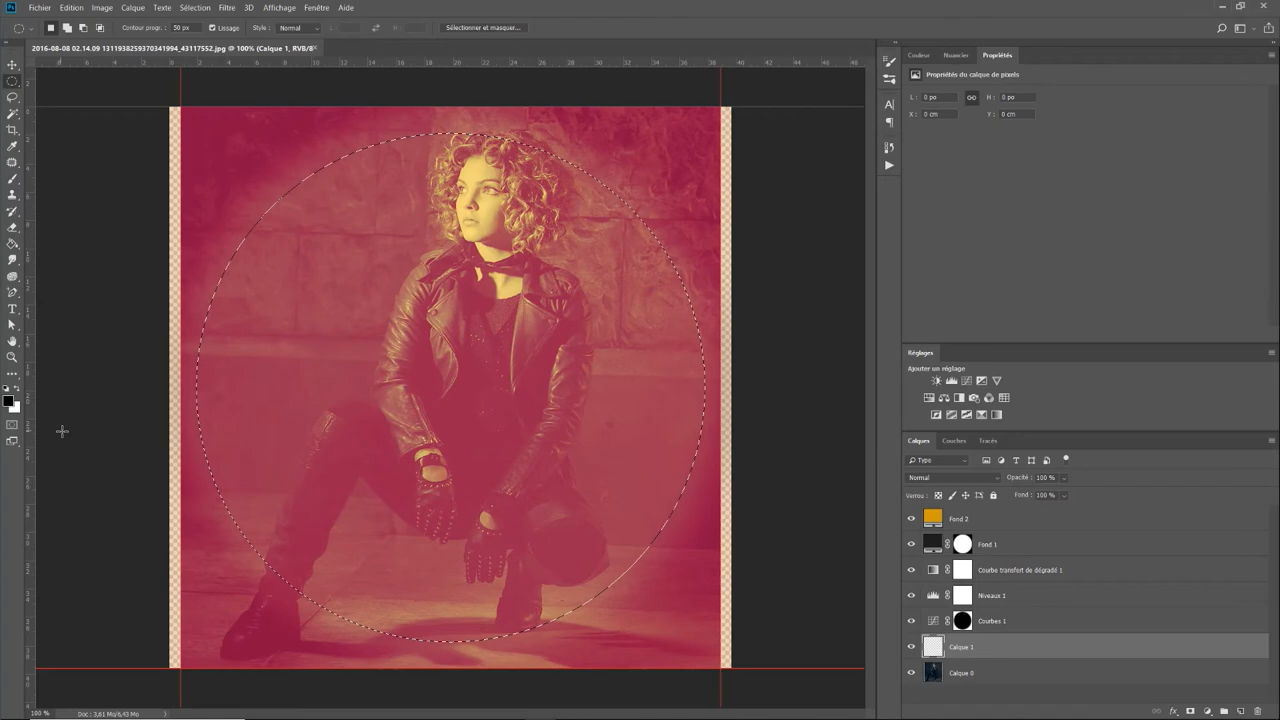 Ps Fichier Edition Image Calque Texte Sélection Filtre 3D Affichage Fenêtre Aide
Contour progr. : 50 px Lissage Style : Normal L : H : Sélectionner et masquer...
2016-08-08 02.14.09 1311938259370341994_43117552.jpg @ 100% (Calque 1, RVB/8
Couleur Nuancier Propriétés
Propriétés du calque de pixels
L : 0 po H : 0 po
X : 0 cm Y : 0 cm
Réglages
Ajouter un réglage
Calques Couches Tracés
Type
Normal Opacité : 100 %
Verrou : Fond : 100 %
Fond 2
Fond 1
Courbe transfert de dégradé 1
Niveaux 1
Courbes 1
Calque 1
Calque 0
100 % Doc : 3,61 Mo/6,43 Mo